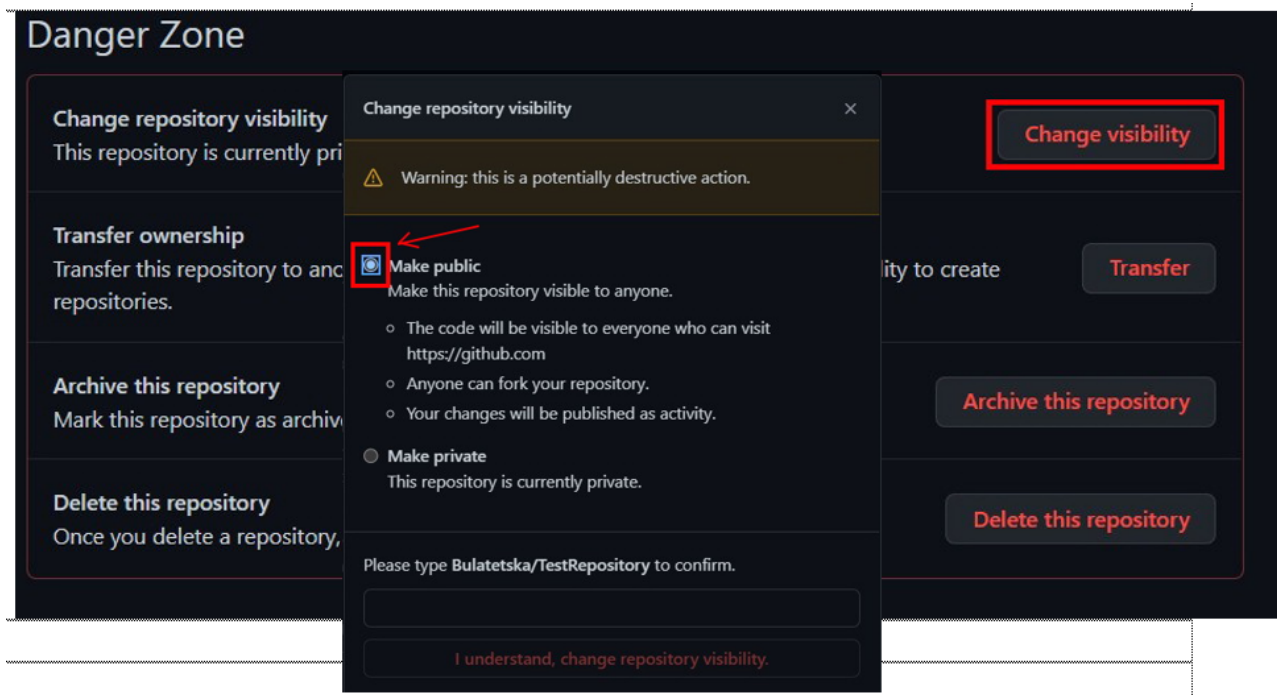 Danger Zone
Change repository visibility
This repository is currently pri
Change visibility
Transfer ownership
Transfer this repository to anc
lity to create
repositories.
Transfer
Archive this repository
Mark this repository as archiv
Archive this repository
Delete this repository
Once you delete a repository,
Delete this repository
Change repository visibility
Warning: this is a potentially destructive action.
Make public
Make this repository visible to anyone.
The code will be visible to everyone who can visit
https://github.com
Anyone can fork your repository.
Your changes will be published as activity.
Make private
This repository is currently private.
Please type Bulatetska/TestRepository to confirm.
I understand, change repository visibility.